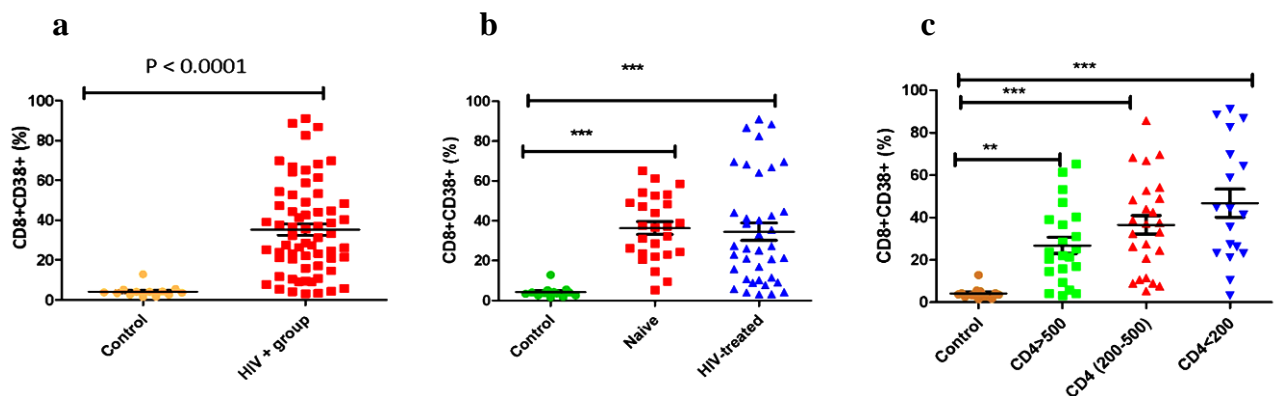 a
P < 0.0001
CD8+CD38+ (%)
100
80
60
40
20
0
Control
HIV + group
b
***
***
CD8+CD38+ (%)
100
80
60
40
20
0
Control
Naive
HIV-treated
c
***
***
**
CD8+CD38+ (%)
100
80
60
40
20
0
Control
CD4>500
CD4 (200-500)
CD4<200